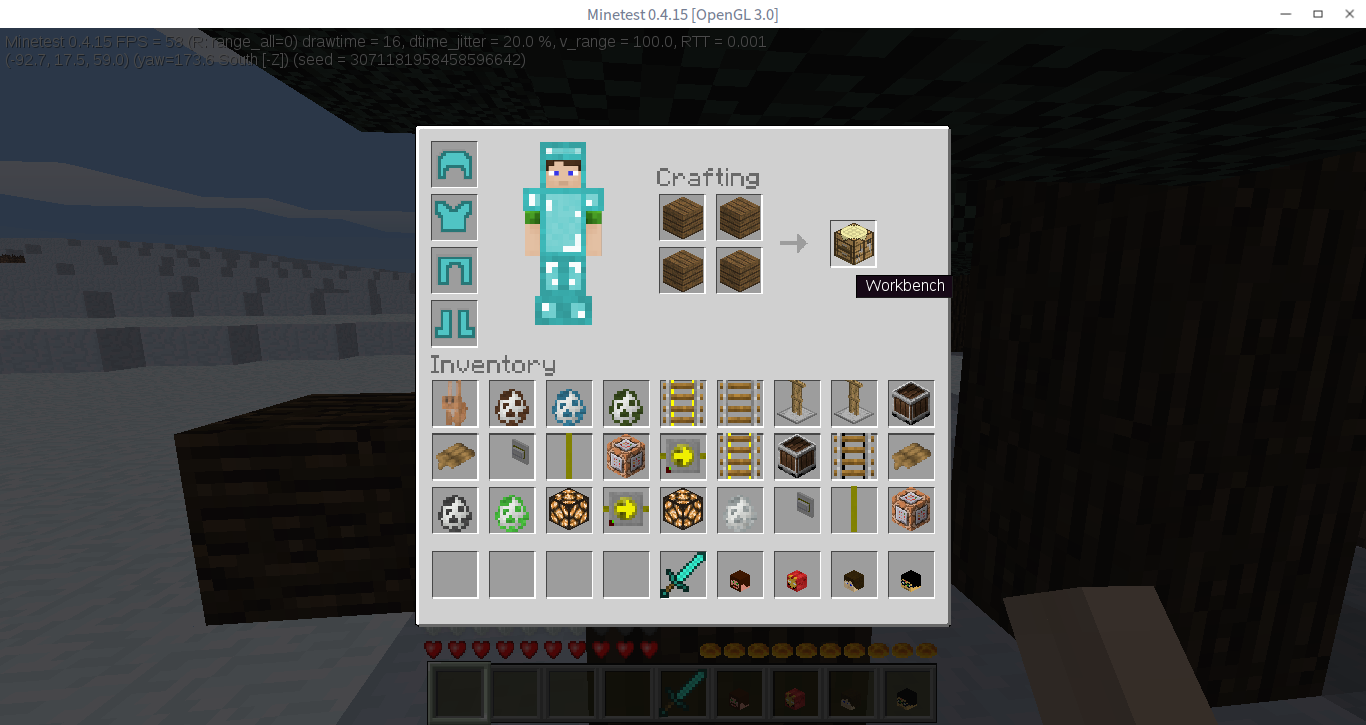 Minetest 0.4.15 [OpenGL 3.0]
Minetest 0.4.15 FPS = 58 (R: range_all=0) drawtime = 16, dtime_jitter = 20.0 %, v_range = 100.0, RTT = 0.001
(-92.7, 17.5, 59.0) (yaw=173.6 South [-Z]) (seed = 3071181958458596642)
Crafting
Workbench
Inventory